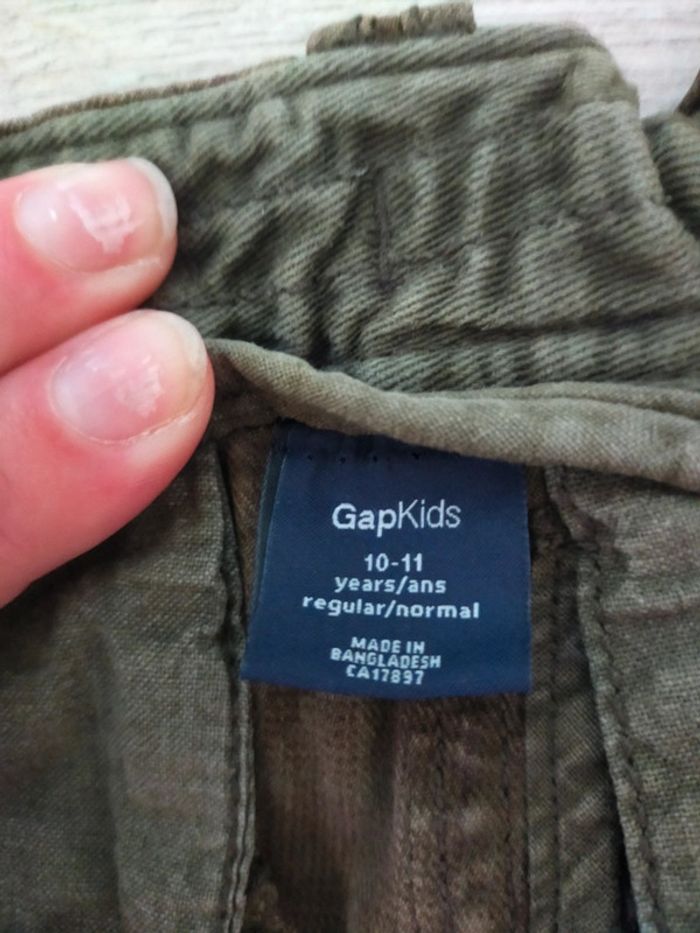 GapKids
10-11
years/ans
regular/normal
MADE IN
BANGLADESH
CA17897